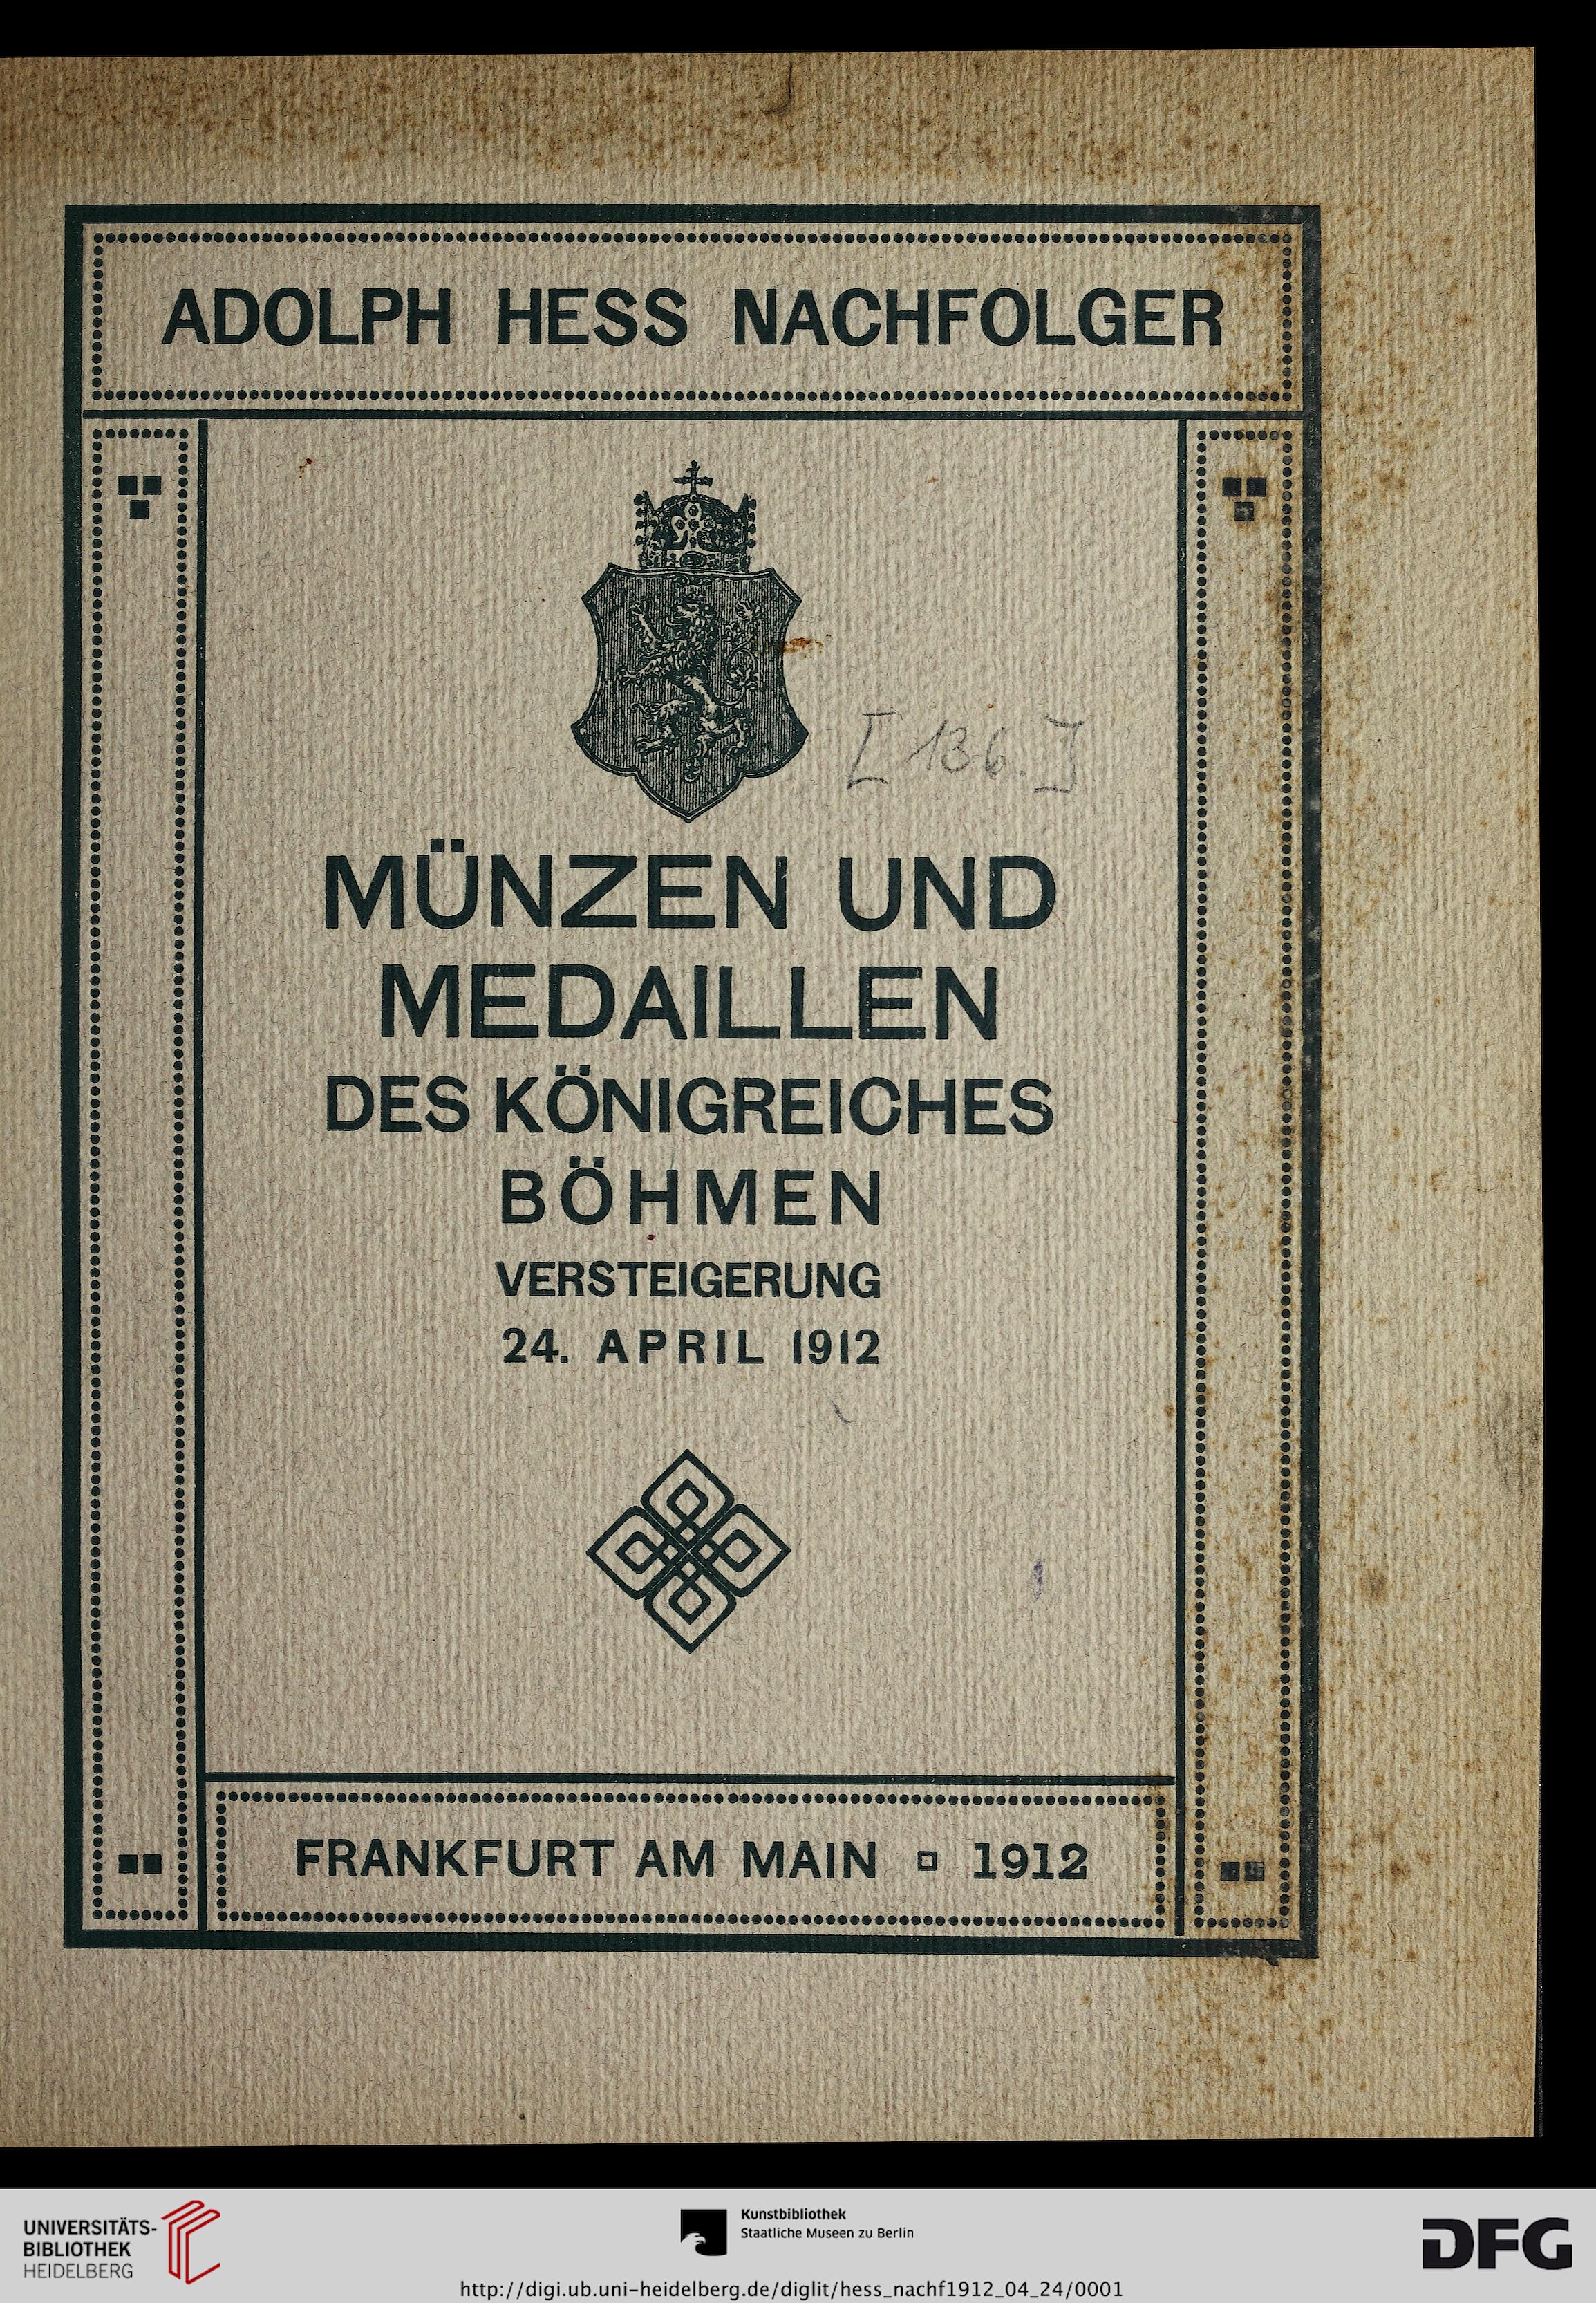 ADOLPH HESS NACHFOLGER
[136.]
MÜNZEN UND
MEDAILLEN
DES KÖNIGREICHES
BÖHMEN
VERSTEIGERUNG
24. APRIL 1912
FRANKFURT AM MAIN 1912
UNIVERSITÄTS-
BIBLIOTHEK
HEIDELBERG
Kunstbibliothek
Staatliche Museen zu Berlin
DFG
http://digi.ub.uni-heidelberg.de/diglit/hess_nachf1912_04_24/0001